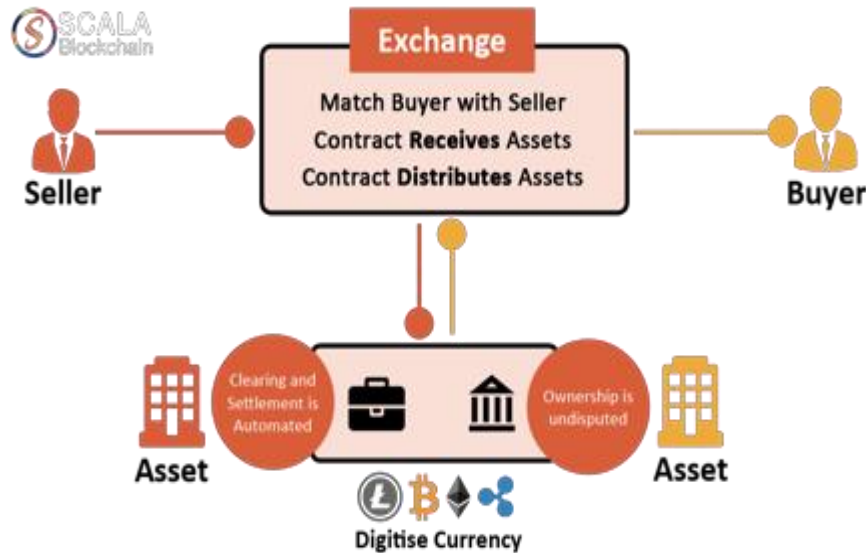 SCALA
Blockchain
Exchange
Match Buyer with Seller
Contract Receives Assets
Contract Distributes Assets
Seller
Buyer
Clearing and
Settlement is
Automated
Ownership is
undisputed
Asset
Asset
Digitise Currency